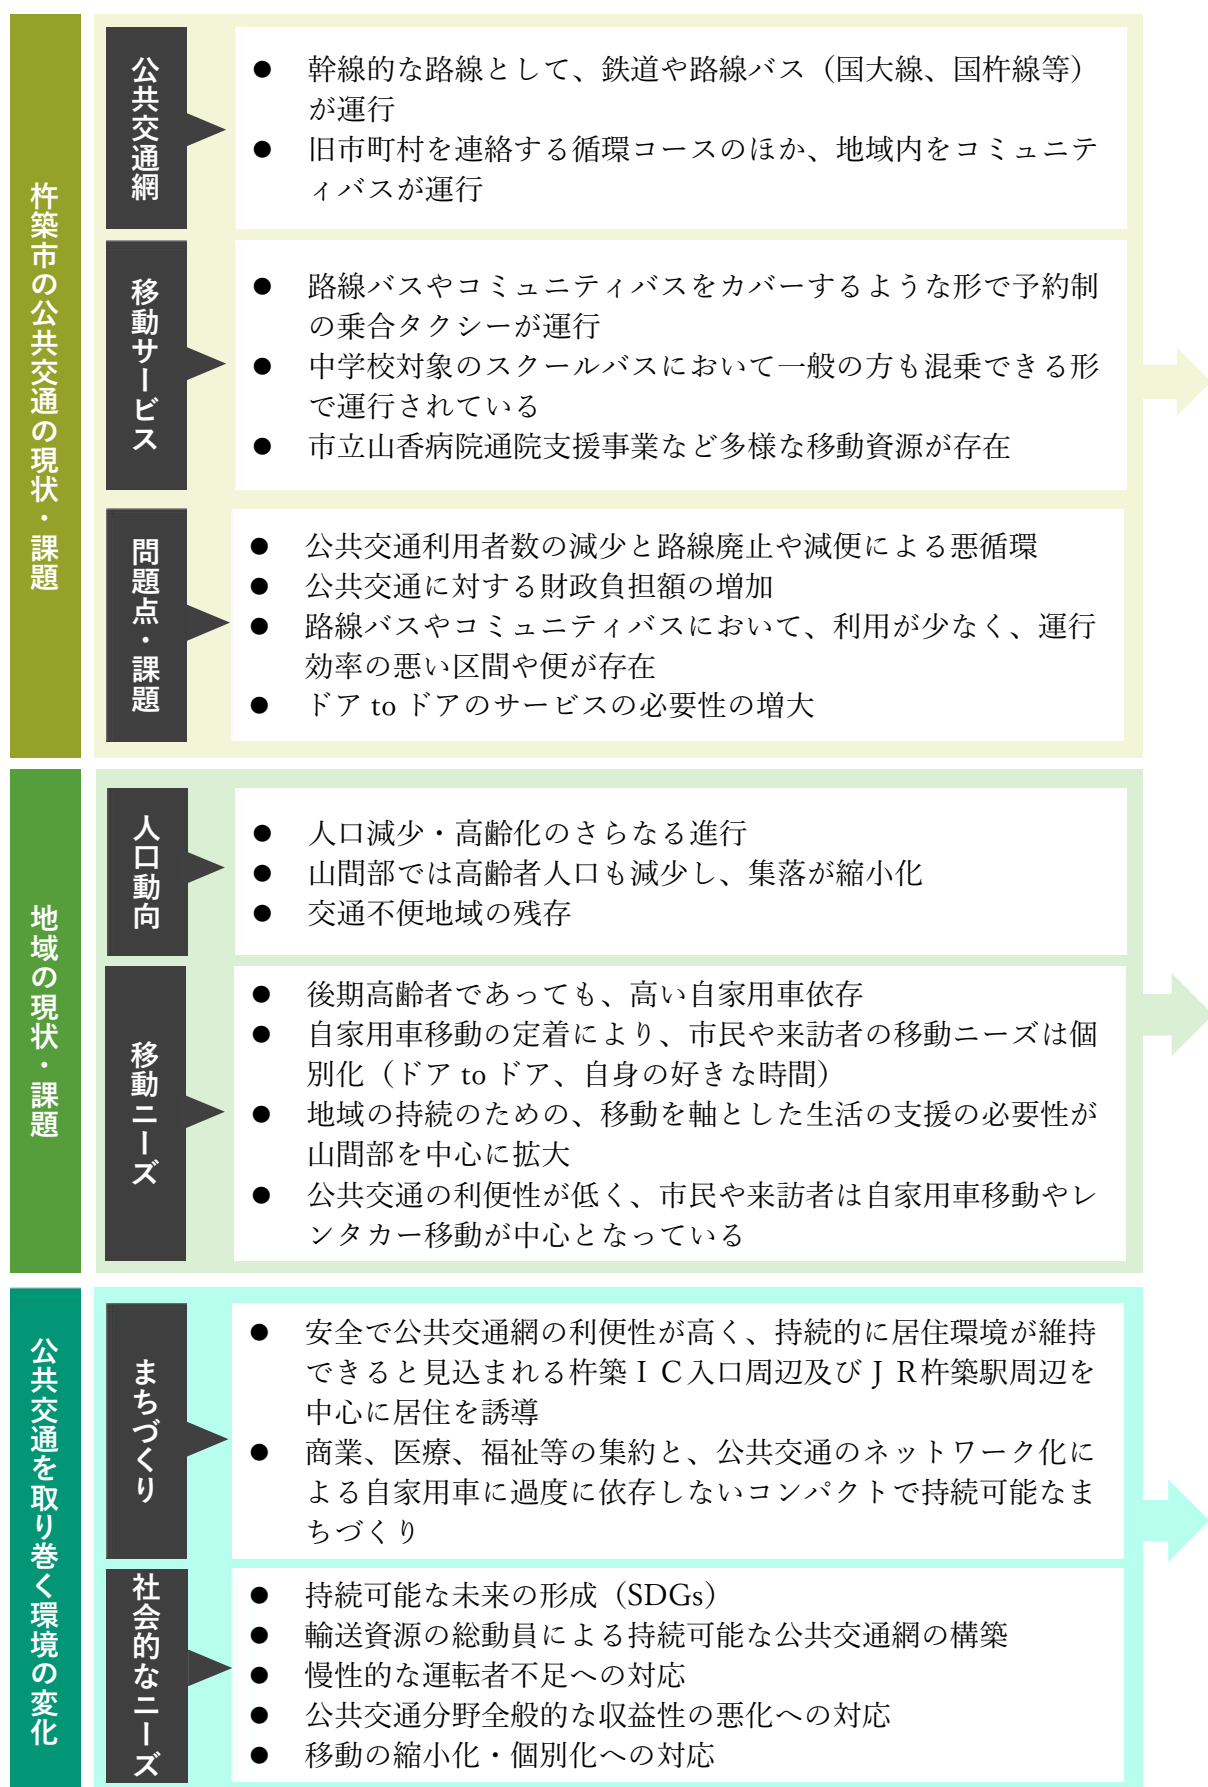 杵築市の公共交通の現状・課題
公共交通網
● 幹線的な路線として、鉄道や路線バス（国大線、国杵線等）
が運行
● 旧市町村を連絡する循環コースのほか、地域内をコミュニテ
ィバスが運行
移動サービス
● 路線バスやコミュニティバスをカバーするような形で予約制
の乗合タクシーが運行
● 中学校対象のスクールバスにおいて一般の方も混乗できる形
で運行されている
● 市立山香病院通院支援事業など多様な移動資源が存在
問題点・課題
● 公共交通利用者数の減少と路線廃止や減便による悪循環
● 公共交通に対する財政負担額の増加
● 路線バスやコミュニティバスにおいて、利用が少なく、運行
効率の悪い区間や便が存在
● ドア to ドアのサービスの必要性の増大
地域の現状・課題
人口動向
● 人口減少・高齢化のさらなる進行
● 山間部では高齢者人口も減少し、集落が縮小化
● 交通不便地域の残存
移動ニーズ
● 後期高齢者であっても、高い自家用車依存
● 自家用車移動の定着により、市民や来訪者の移動ニーズは個
別化（ドア to ドア、自身の好きな時間）
● 地域の持続のための、移動を軸とした生活の支援の必要性が
山間部を中心に拡大
● 公共交通の利便性が低く、市民や来訪者は自家用車移動やレ
ンタカー移動が中心となっている
公共交通を取り巻く環境の変化
まちづくり
● 安全で公共交通網の利便性が高く、持続的に居住環境が維持
できると見込まれる杵築ＩＣ入口周辺及びＪＲ杵築駅周辺を
中心に居住を誘導
● 商業、医療、福祉等の集約と、公共交通のネットワーク化に
よる自家用車に過度に依存しないコンパクトで持続可能なま
ちづくり
社会的なニーズ
● 持続可能な未来の形成（SDGs）
● 輸送資源の総動員による持続可能な公共交通網の構築
● 慢性的な運転者不足への対応
● 公共交通分野全般的な収益性の悪化への対応
● 移動の縮小化・個別化への対応